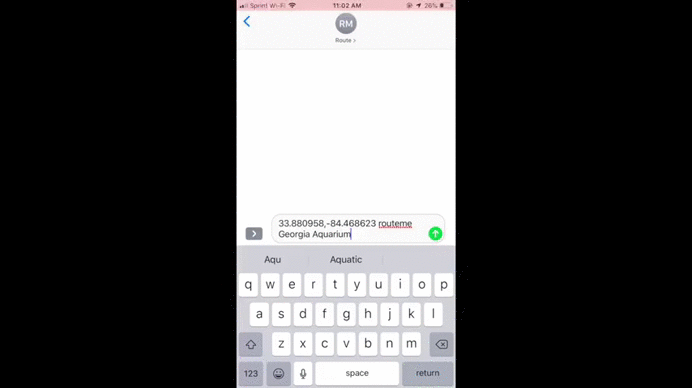 Sprint Wi-Fi 11:02 AM 26%
RM
Route >
33.880958,-84.468623 routeme
Georgia Aquarium
Aqu Aquatic
q w e r t y u i o p
a s d f g h j k l
z x c v b n m
123 space return